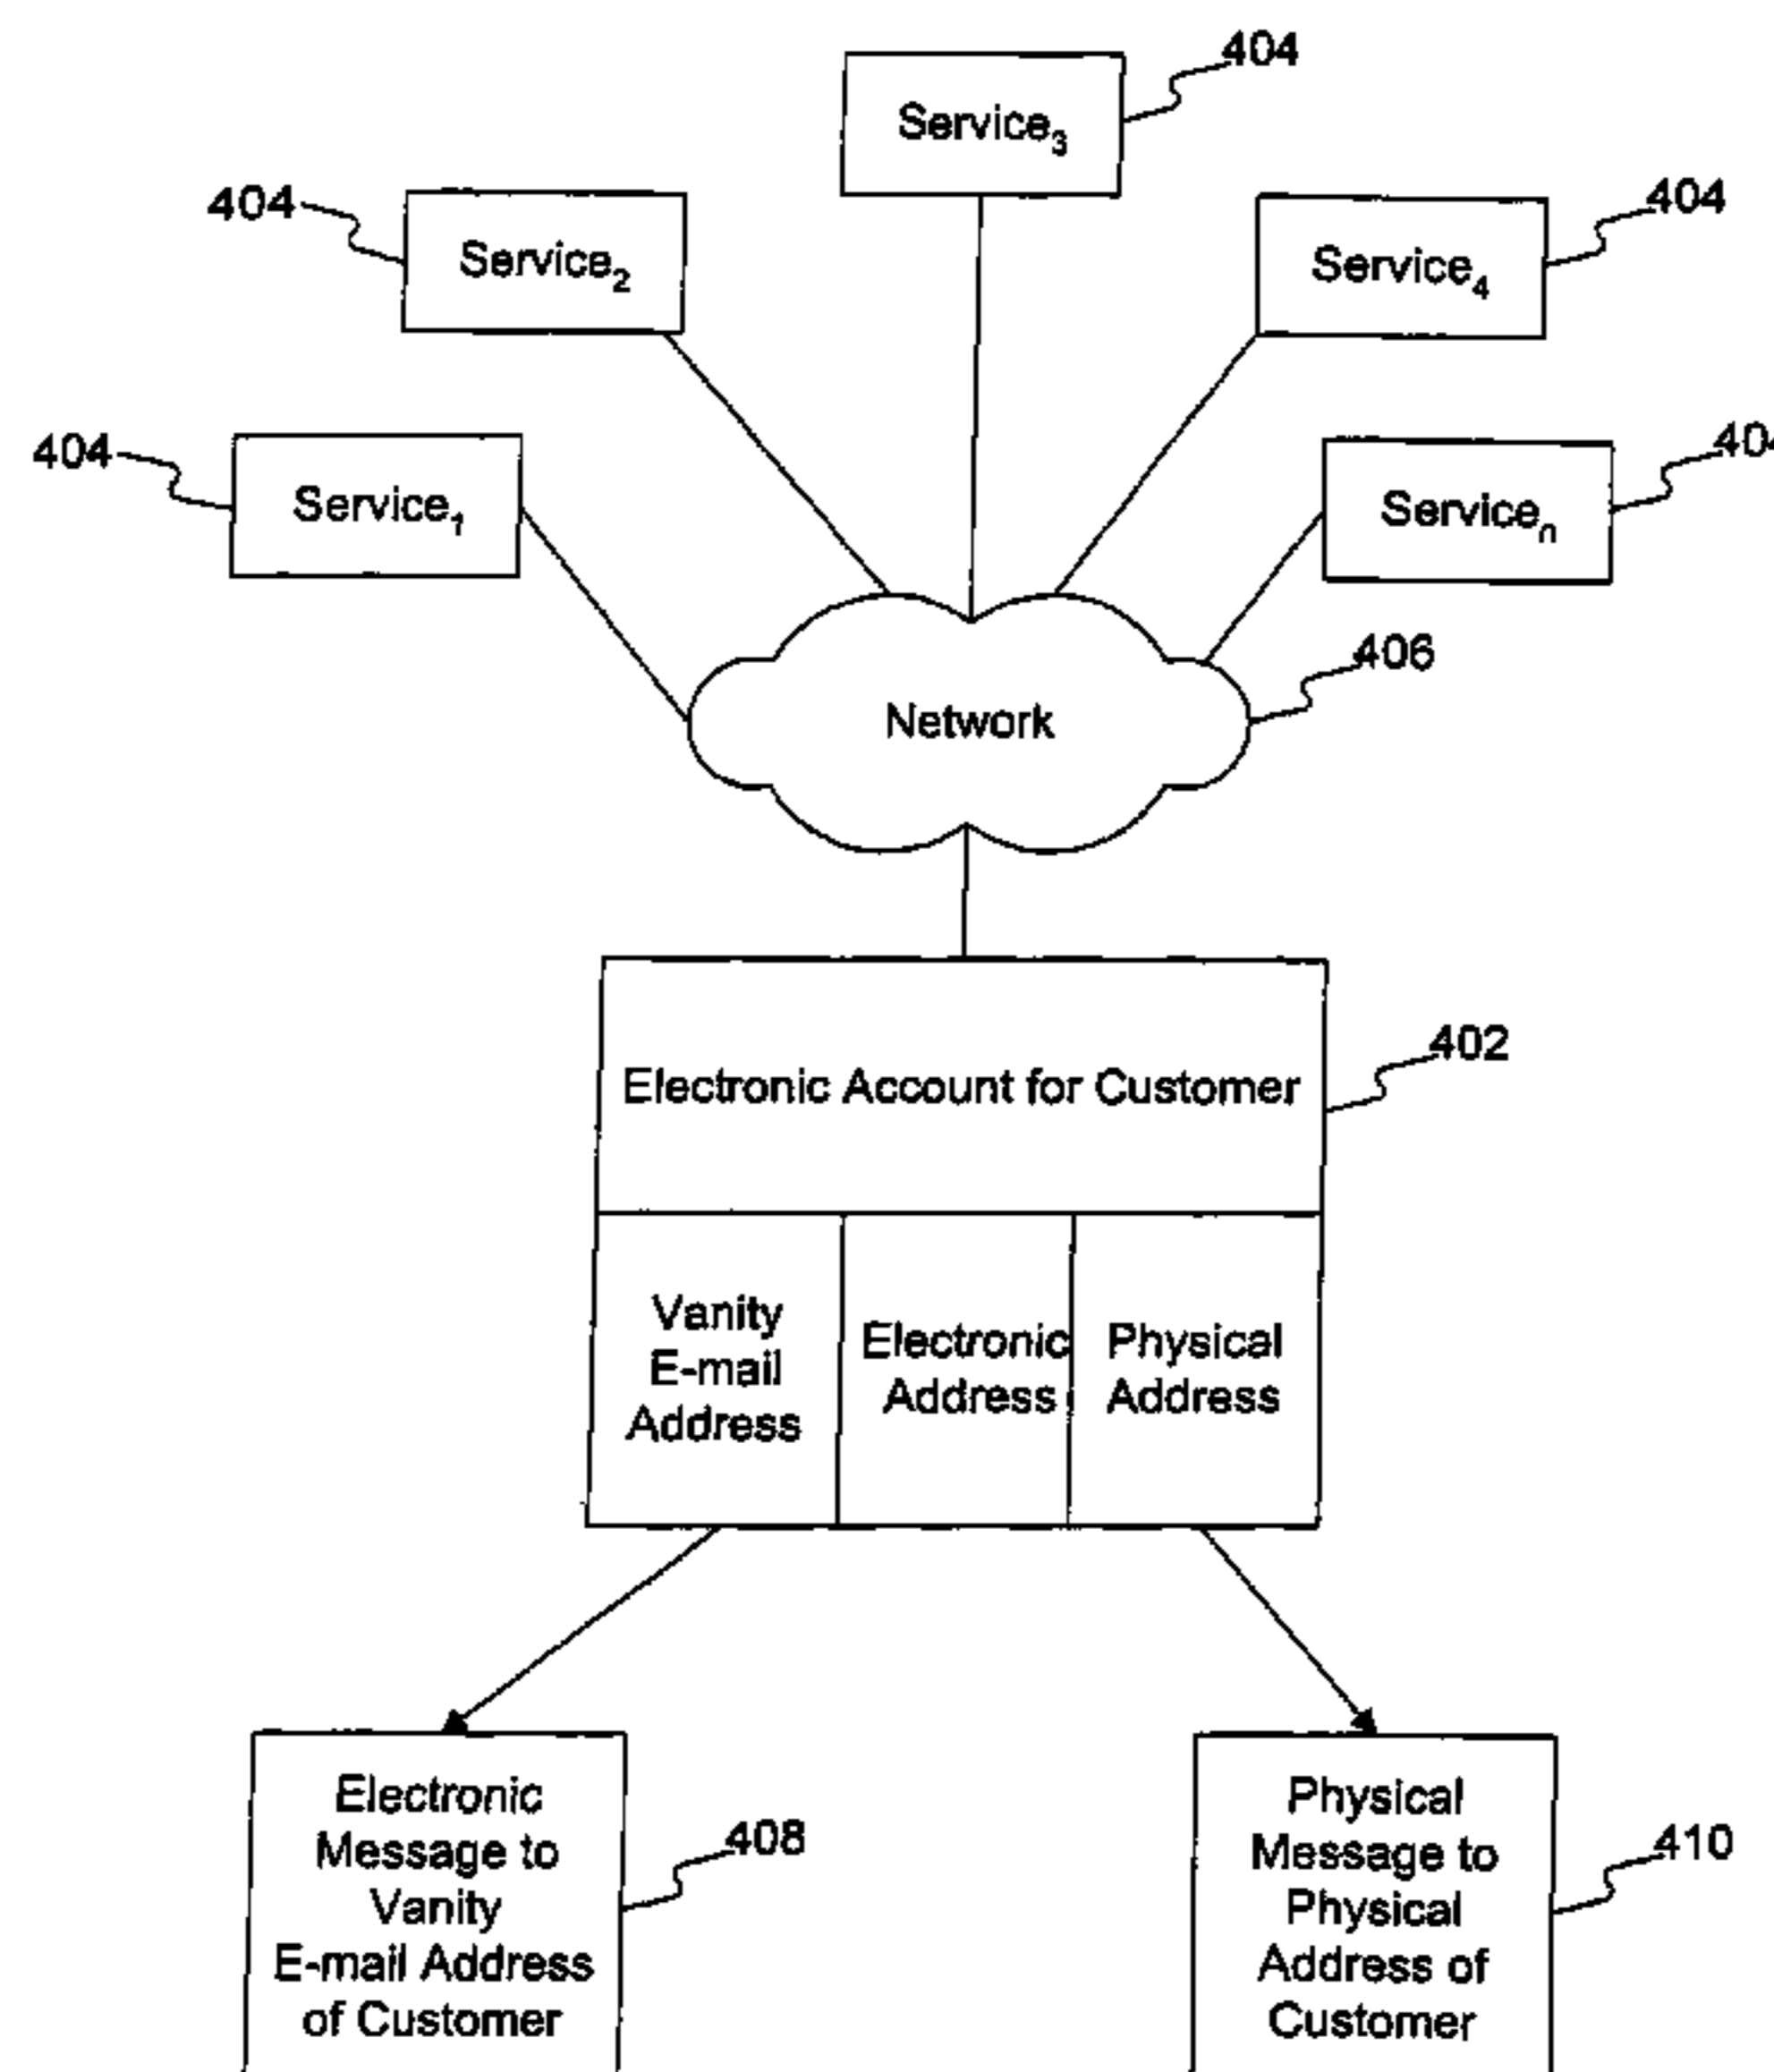 404
Service3
404
Service2
404
Service4
404
Service1
404
Servicen
404
Network
406
Electronic Account for Customer
402
Vanity
E-mail
Address
Electronic
Address
Physical
Address
Electronic
Message to
Vanity
E-mail Address
of Customer
408
Physical
Message to
Physical
Address of
Customer
410